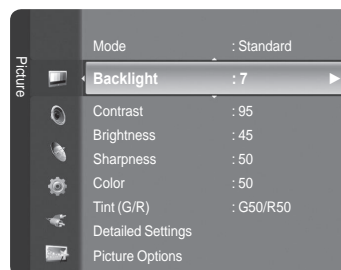 Picture
Mode : Standard
Backlight : 7
Contrast : 95
Brightness : 45
Sharpness : 50
Color : 50
Tint (G/R) : G50/R50
Detailed Settings
Picture Options